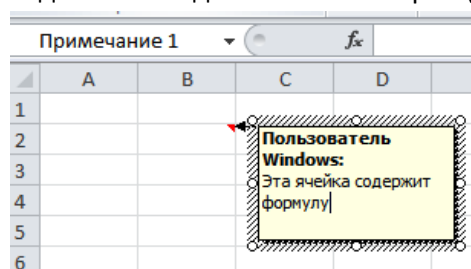 Примечание 1 fx
A B C D
1
2
3
4
5
6
Пользователь
Windows:
Эта ячейка содержит
формулу